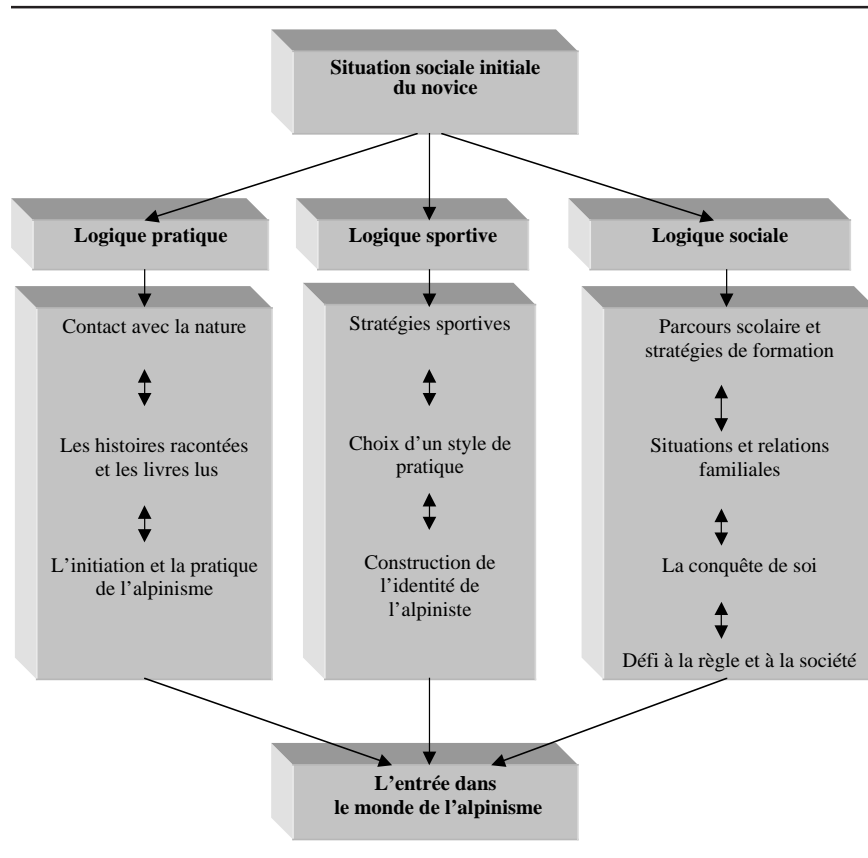 Situation sociale initiale
du novice
Logique pratique
Logique sportive
Logique sociale
Contact avec la nature
Les histoires racontées
et les livres lus
L'initiation et la pratique
de l'alpinisme
Stratégies sportives
Choix d'un style de
pratique
Construction de
l'identité de
l'alpiniste
Parcours scolaire et
stratégies de formation
Situations et relations
familiales
La conquête de soi
Défi à la règle et à la société
L'entrée dans
le monde de l'alpinisme